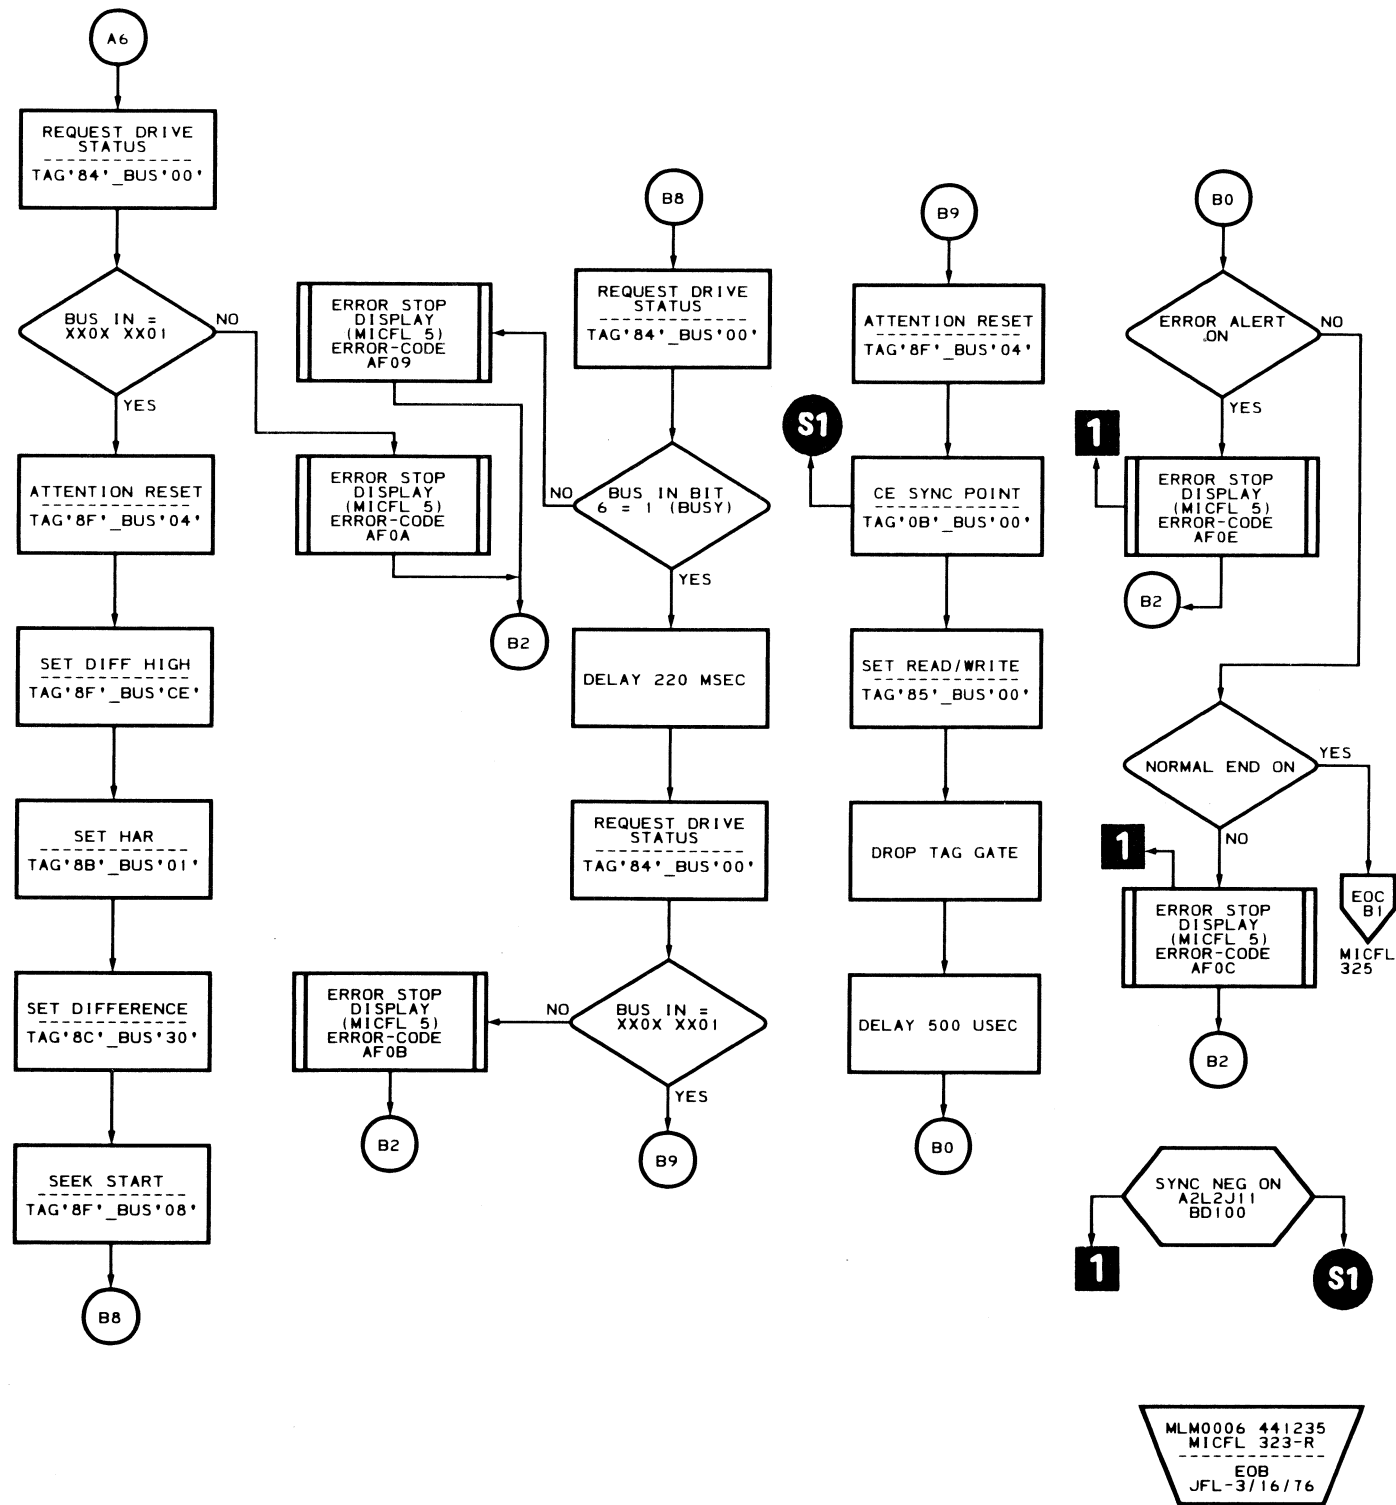 A6
REQUEST DRIVE
STATUS
TAG'84'_BUS'00'
BUS IN =
XX0X XX01
NO
YES
ATTENTION RESET
TAG'8F'_BUS'04'
SET DIFF HIGH
TAG'8F'_BUS'CE'
SET HAR
TAG'8B'_BUS'01'
SET DIFFERENCE
TAG'8C'_BUS'30'
SEEK START
TAG'8F'_BUS'08'
B8
ERROR STOP
DISPLAY
(MICFL 5)
ERROR-CODE
AF09
ERROR STOP
DISPLAY
(MICFL 5)
ERROR-CODE
AF0A
B2
ERROR STOP
DISPLAY
(MICFL 5)
ERROR-CODE
AF0B
B2
B8
REQUEST DRIVE
STATUS
TAG'84'_BUS'00'
NO
BUS IN BIT
6 = 1 (BUSY)
YES
DELAY 220 MSEC
REQUEST DRIVE
STATUS
TAG'84'_BUS'00'
NO
BUS IN =
XX0X XX01
YES
B9
B9
ATTENTION RESET
TAG'8F'_BUS'04'
S1
CE SYNC POINT
TAG'0B'_BUS'00'
SET READ/WRITE
TAG'85'_BUS'00'
DROP TAG GATE
DELAY 500 USEC
B0
B0
ERROR ALERT
ON
NO
YES
1
ERROR STOP
DISPLAY
(MICFL 5)
ERROR-CODE
AF0E
B2
NORMAL END ON
YES
NO
1
ERROR STOP
DISPLAY
(MICFL 5)
ERROR-CODE
AF0C
EOC
B1
MICFL
325
B2
SYNC NEG ON
A2L2J11
BD100
1
S1
MLM0006 441235
MICFL 323-R
EOB
JFL-3/16/76